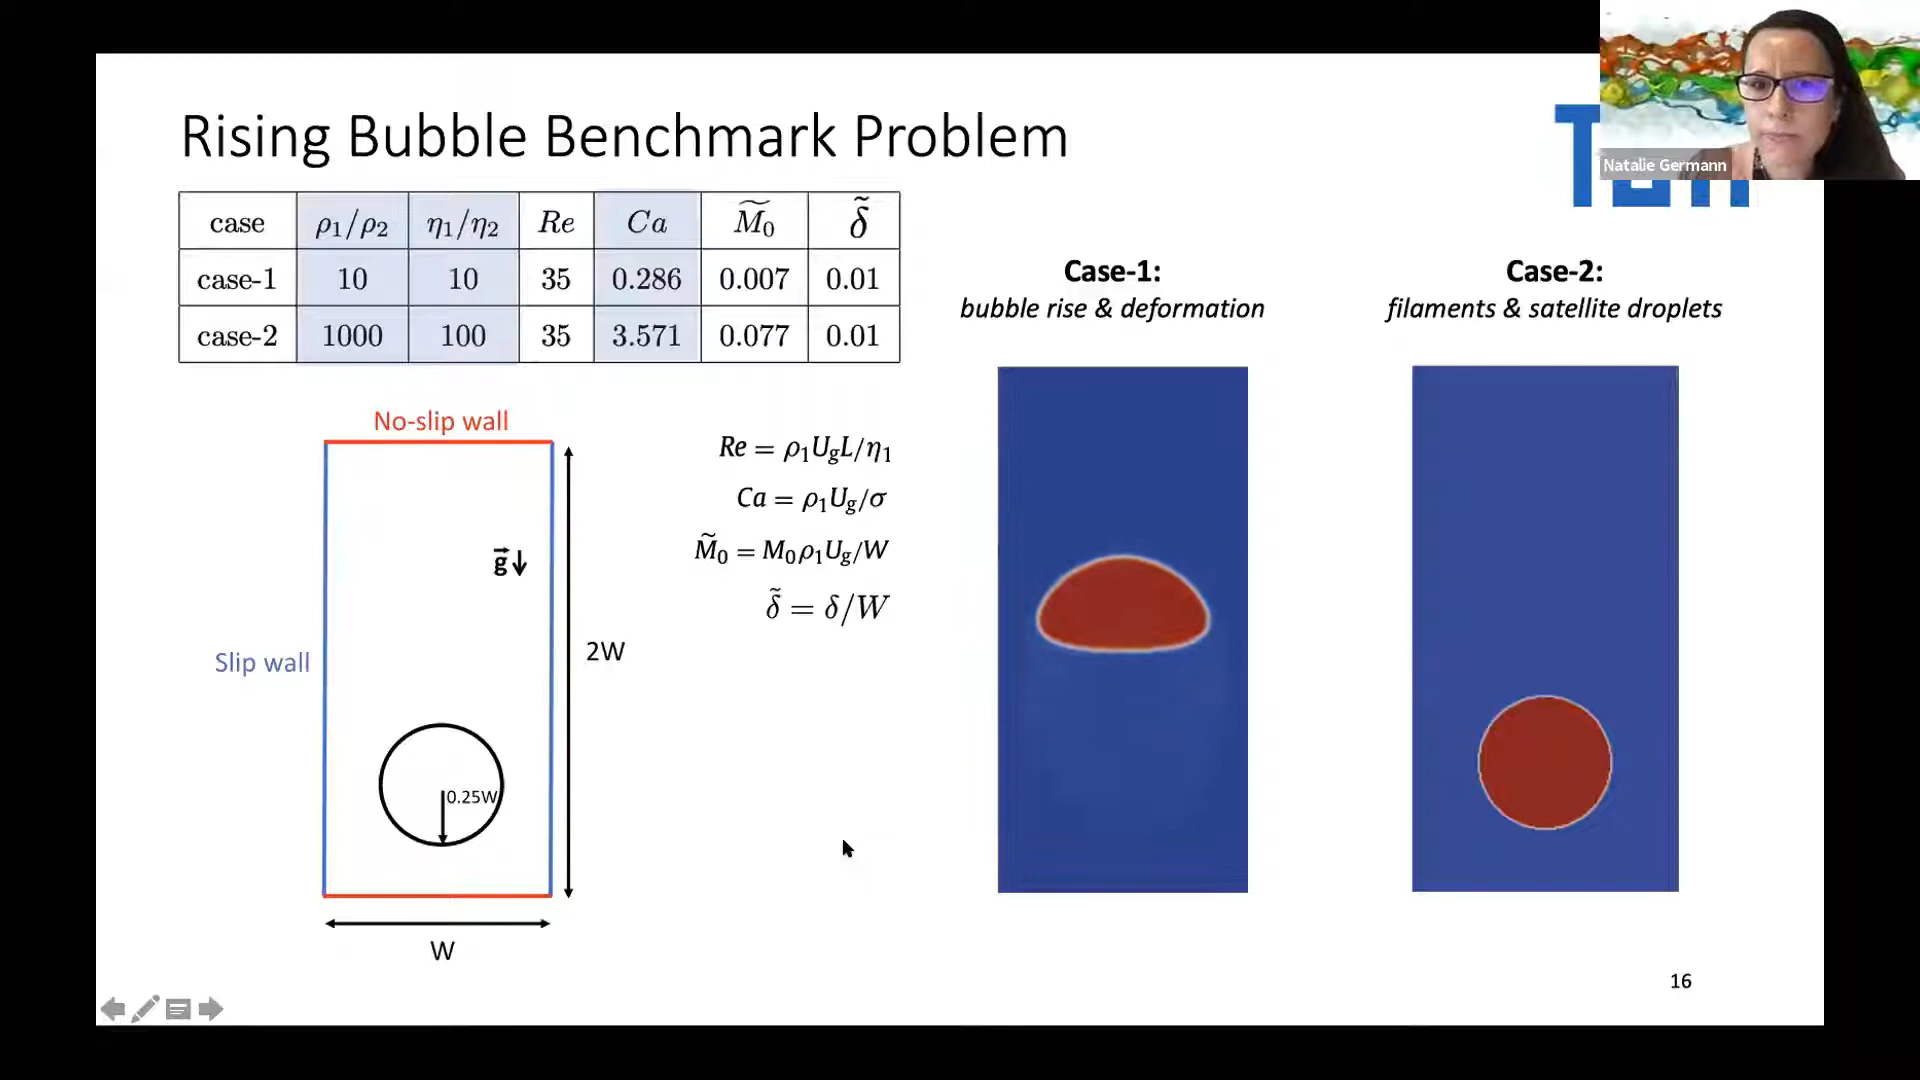 Rising Bubble Benchmark Problem
Natalie Germann
case ρ₁/ρ₂ η₁/η₂ Re Ca M̃₀ δ̃
case-1 10 10 35 0.286 0.007 0.01
case-2 1000 100 35 3.571 0.077 0.01
No-slip wall
Slip wall
g⃗
2W
0.25W
W
Re = ρ₁U_gL/η₁
Ca = ρ₁U_g/σ
M̃₀ = M₀ρ₁U_g/W
δ̃ = δ/W
Case-1:
bubble rise & deformation
Case-2:
filaments & satellite droplets
16